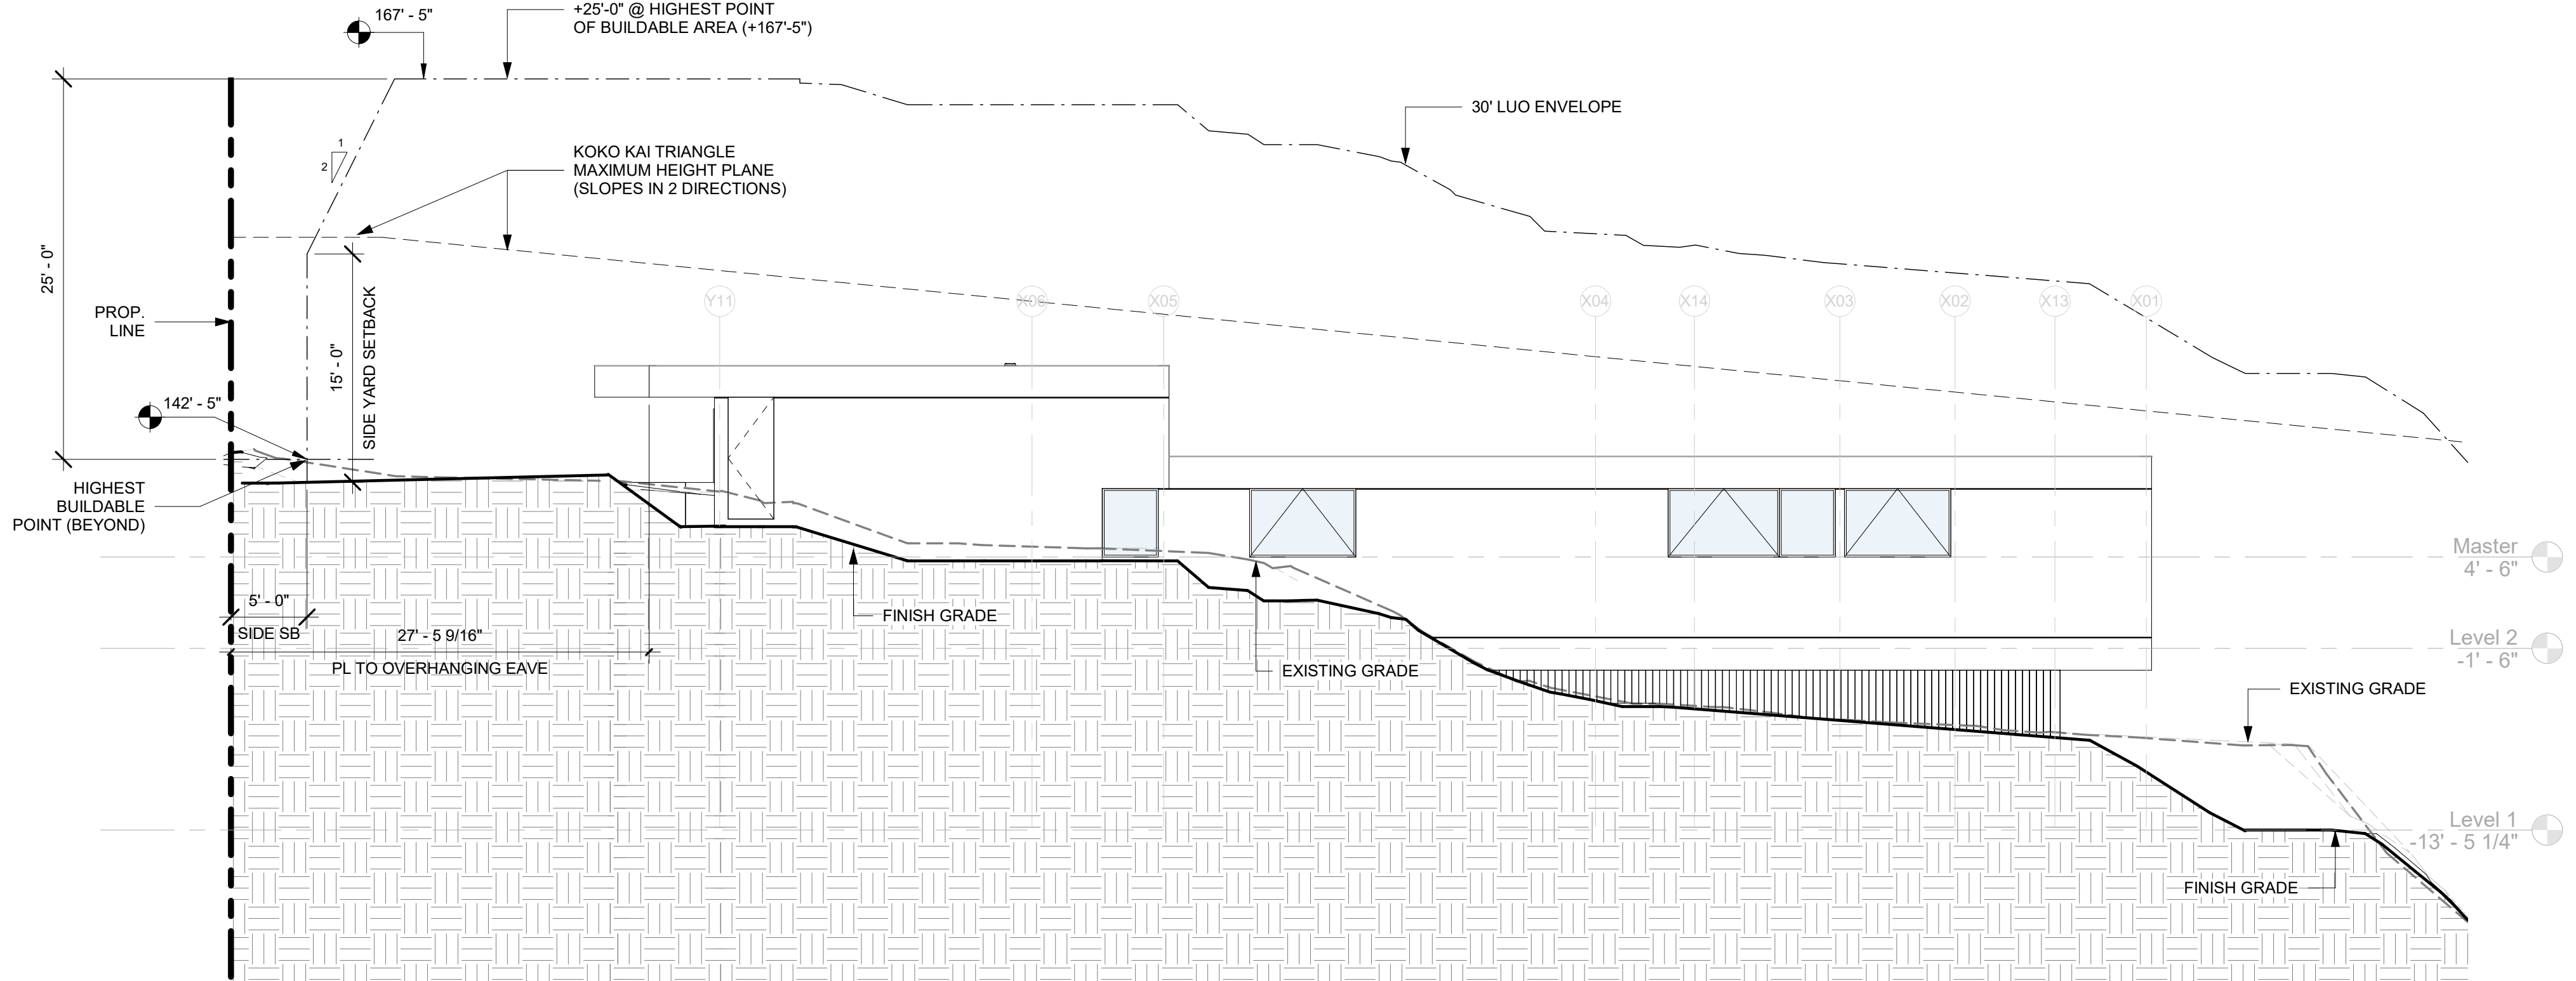 167' - 5"
+25'-0" @ HIGHEST POINT
OF BUILDABLE AREA (+167'-5")
30' LUO ENVELOPE
1
2
KOKO KAI TRIANGLE
MAXIMUM HEIGHT PLANE
(SLOPES IN 2 DIRECTIONS)
25' - 0"
PROP.
LINE
15' - 0"
SIDE YARD SETBACK
Y11
X06
X05
X04
X14
X03
X02
X13
X01
142' - 5"
HIGHEST
BUILDABLE
POINT (BEYOND)
Master
4' - 6"
5' - 0"
SIDE SB
27' - 5 9/16"
PL TO OVERHANGING EAVE
FINISH GRADE
EXISTING GRADE
Level 2
-1' - 6"
EXISTING GRADE
Level 1
-13' - 5 1/4"
FINISH GRADE